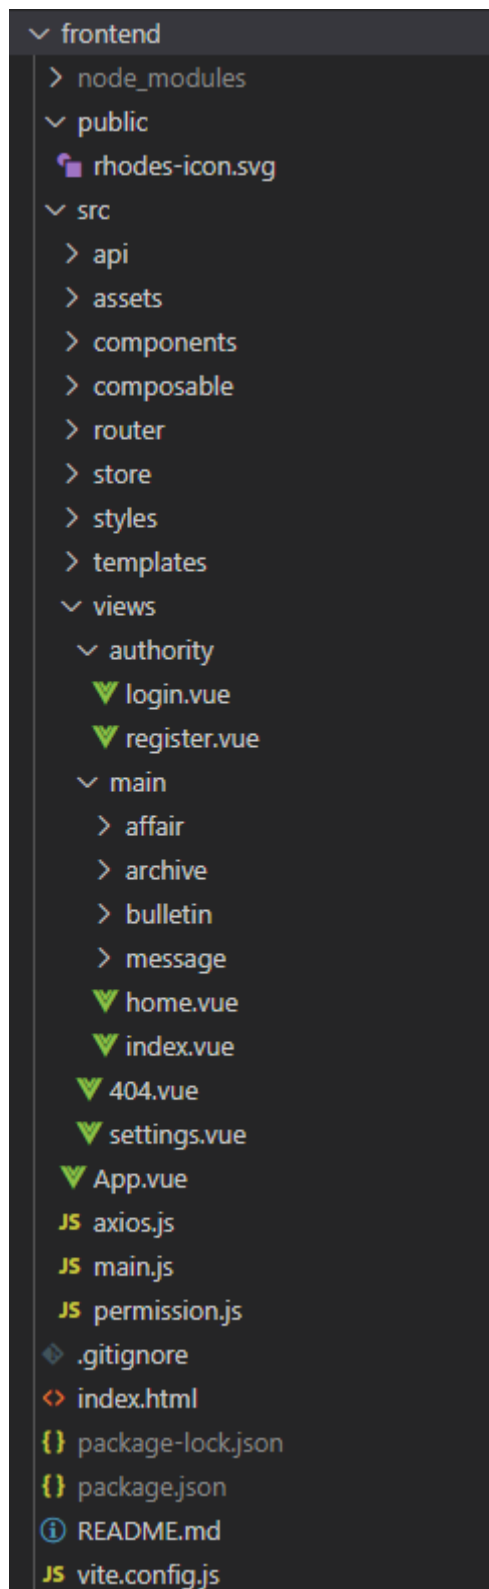 frontend
node_modules
public
rhodes-icon.svg
src
api
assets
components
composable
router
store
styles
templates
views
authority
login.vue
register.vue
main
affair
archive
bulletin
message
home.vue
index.vue
404.vue
settings.vue
App.vue
JS axios.js
JS main.js
JS permission.js
.gitignore
<> index.html
{} package-lock.json
{} package.json
README.md
JS vite.config.js